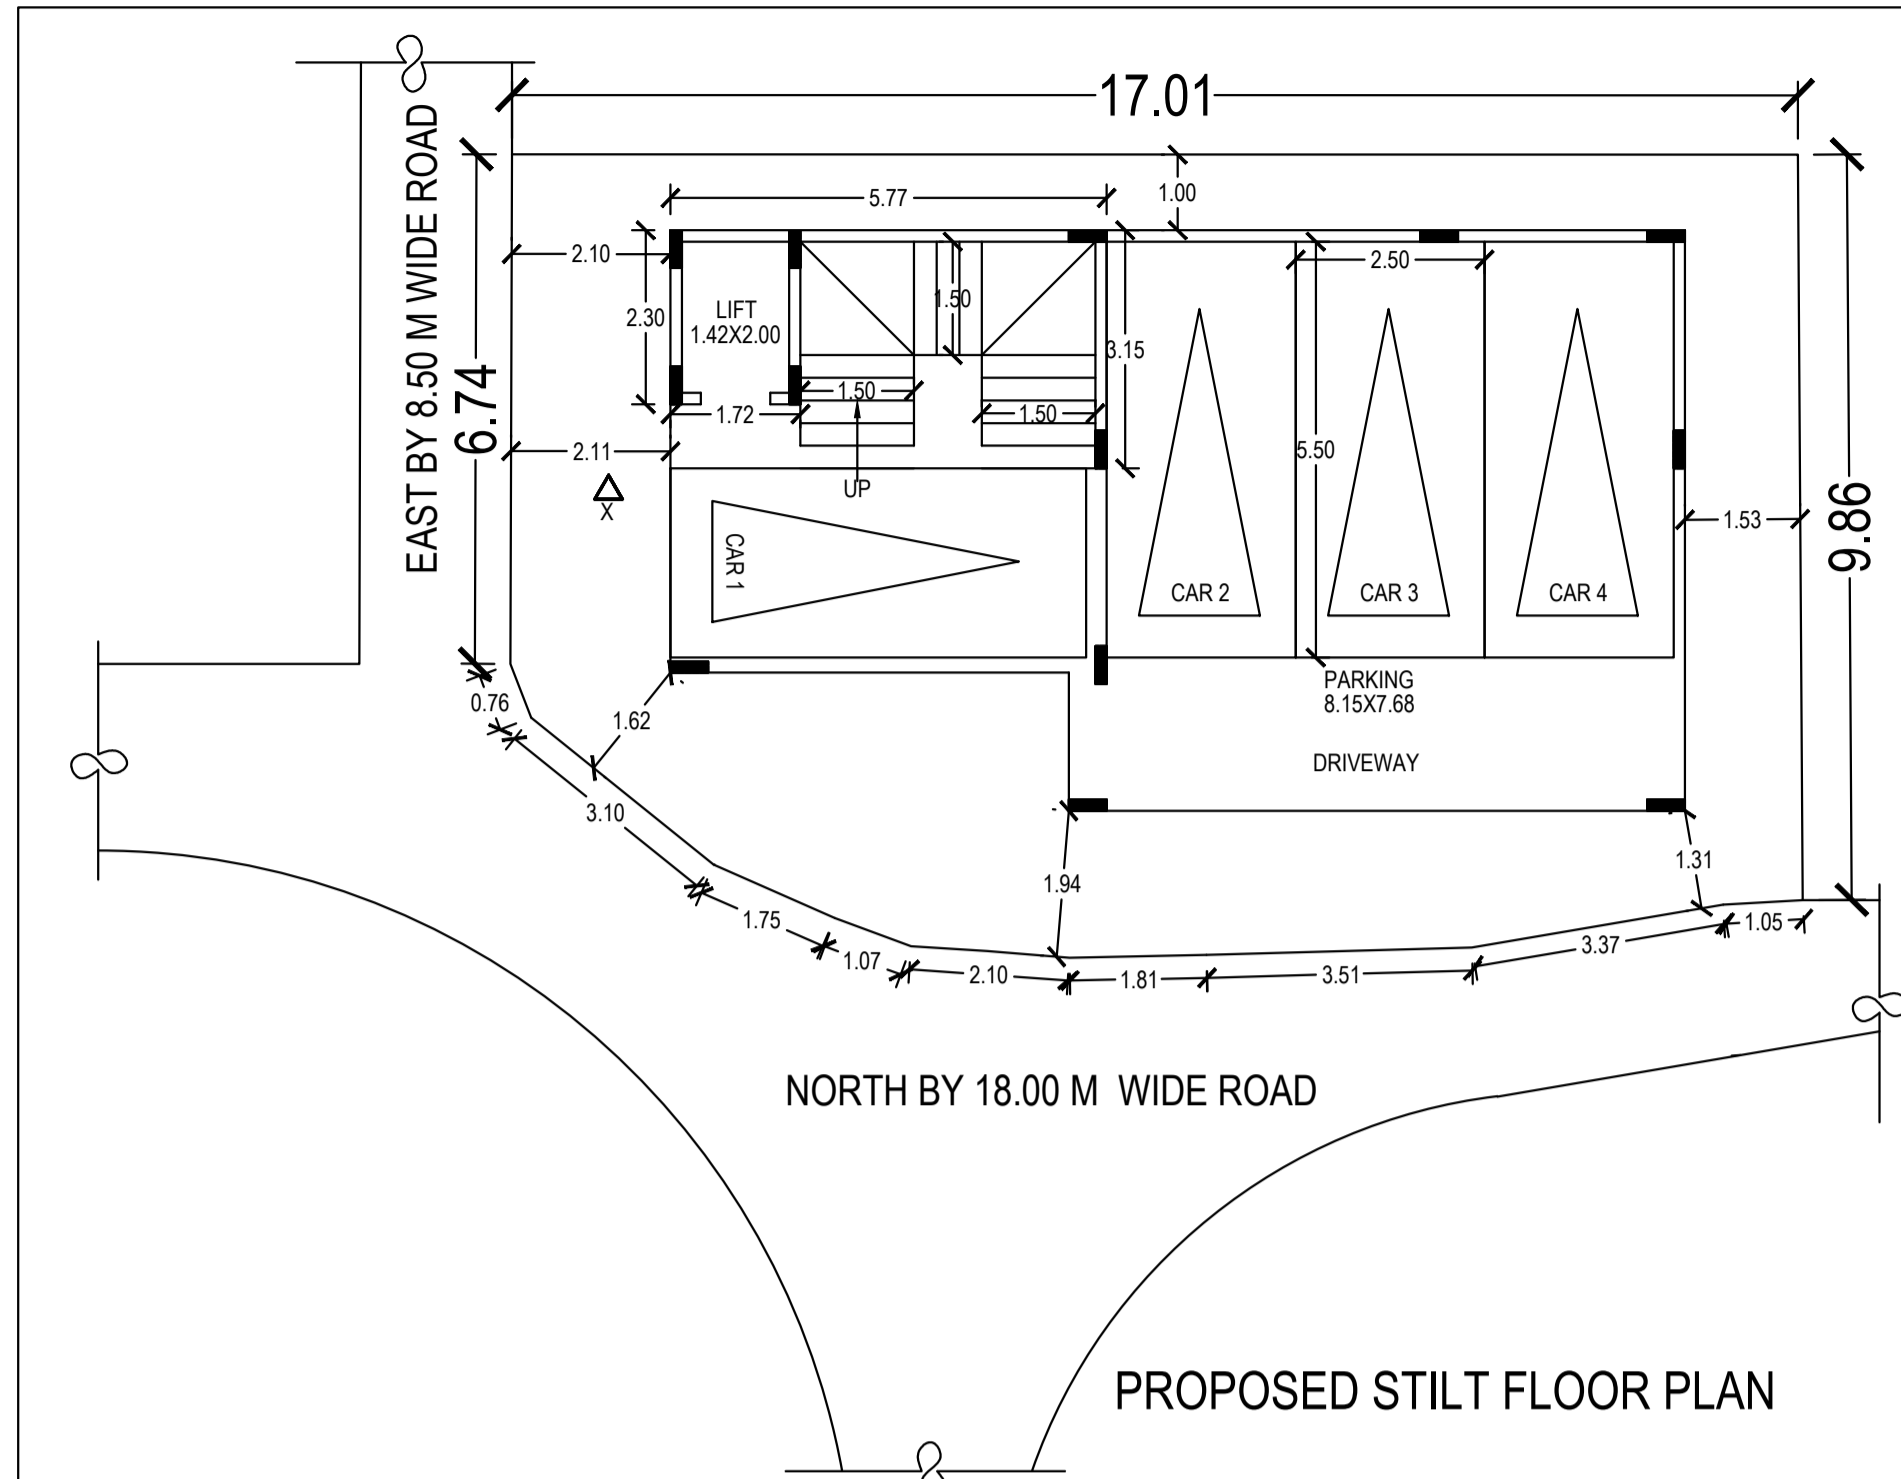 17.01
EAST BY 8.50 M WIDE ROAD
6.74
1.00
5.77
2.10
2.50
2.30
LIFT
1.42X2.00
1.50
3.15
1.50
1.50
1.72
5.50
2.11
X
UP
1.53
9.86
CAR 1
CAR 2
CAR 3
CAR 4
PARKING
8.15X7.68
0.76
1.62
DRIVEWAY
3.10
1.94
1.31
1.75
1.07
2.10
1.81
3.51
3.37
1.05
NORTH BY 18.00 M WIDE ROAD
PROPOSED STILT FLOOR PLAN